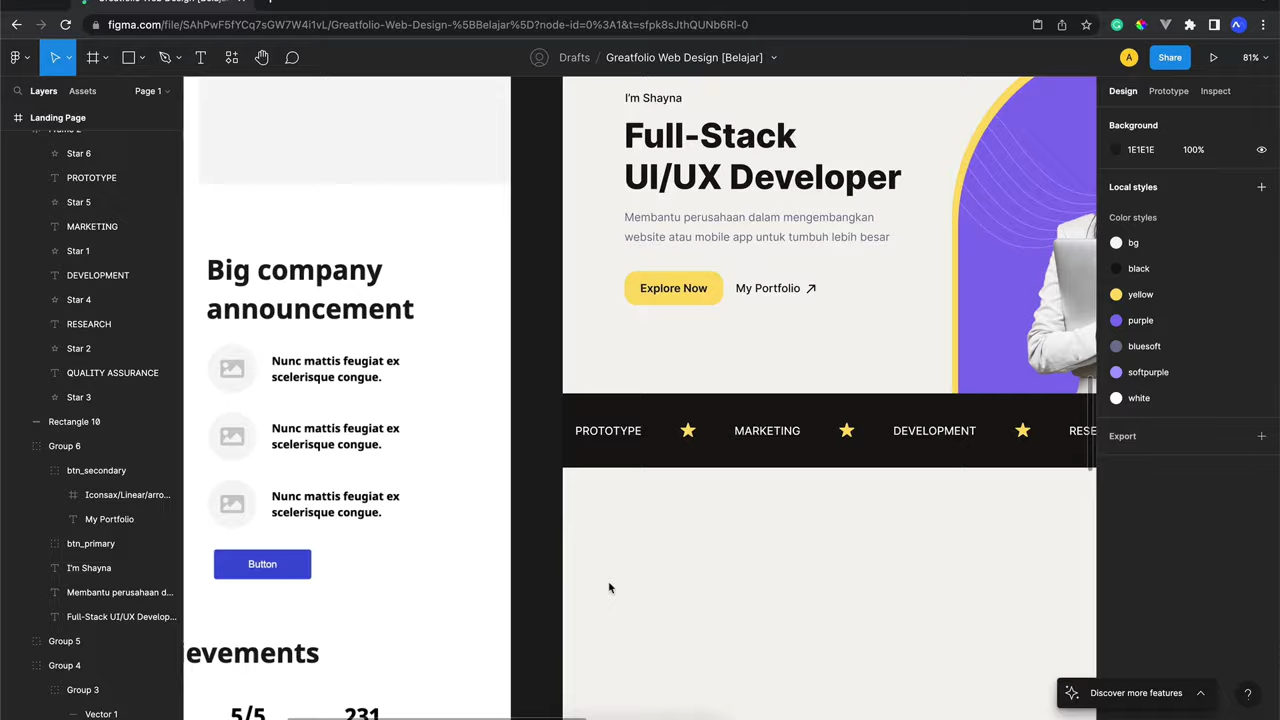 figma.com/file/SAhPwF5fYCq7sGW7W4i1vL/Greatfolio-Web-Design-%5BBelajar%5D?node-id=0%3A1&t=sfpk8sJthQUNb6Rl-0
Drafts / Greatfolio Web Design [Belajar]
A
Share
81%
Layers
Assets
Page 1
Landing Page
Frame 2
Star 6
PROTOTYPE
Star 5
MARKETING
Star 1
DEVELOPMENT
Star 4
RESEARCH
Star 2
QUALITY ASSURANCE
Star 3
Rectangle 10
Group 6
btn_secondary
Iconsax/Linear/arro...
My Portfolio
btn_primary
I'm Shayna
Membantu perusahaan d...
Full-Stack UI/UX Develop...
Group 5
Group 4
Group 3
Vector 1
Big company
announcement
Nunc mattis feugiat ex
scelerisque congue.
Nunc mattis feugiat ex
scelerisque congue.
Nunc mattis feugiat ex
scelerisque congue.
Button
ievements
5/5
231
I'm Shayna
Full-Stack
UI/UX Developer
Membantu perusahaan dalam mengembangkan
website atau mobile app untuk tumbuh lebih besar
Explore Now
My Portfolio
PROTOTYPE
MARKETING
DEVELOPMENT
RESE
Design
Prototype
Inspect
Background
1E1E1E
100%
Local styles
Color styles
bg
black
yellow
purple
bluesoft
softpurple
white
Export
Discover more features
?